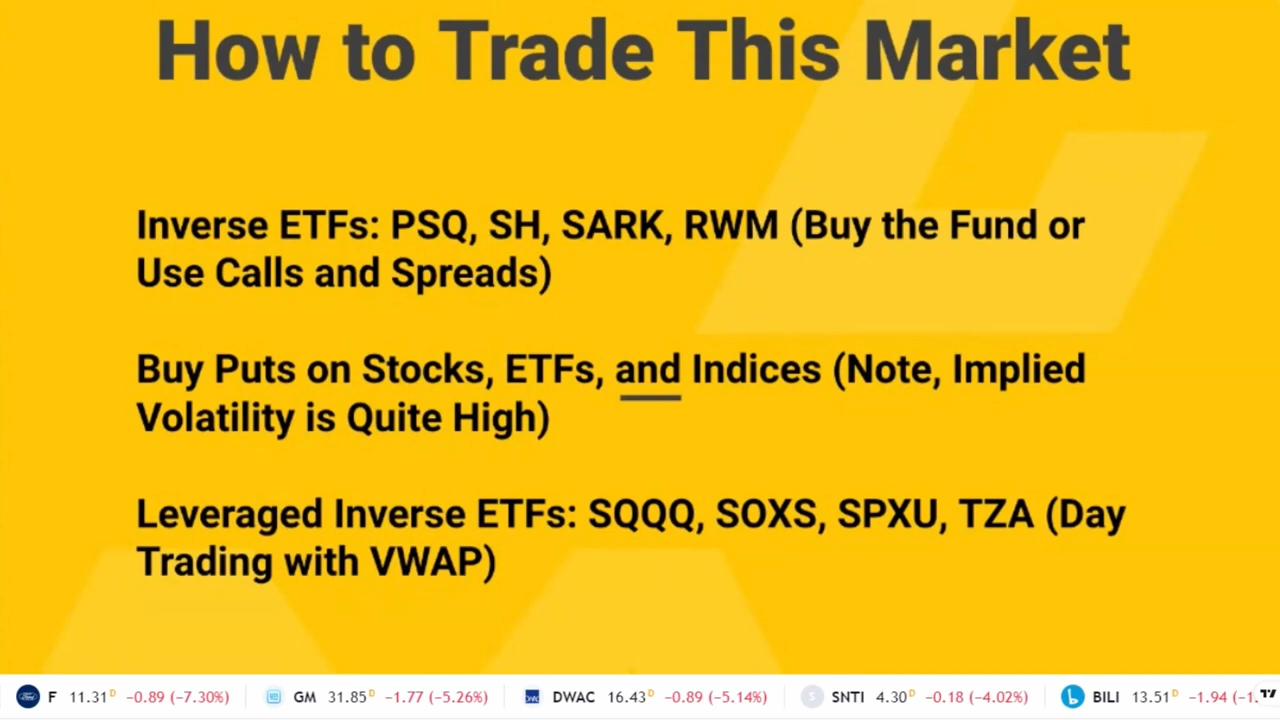 How to Trade This Market
Inverse ETFs: PSQ, SH, SARK, RWM (Buy the Fund or
Use Calls and Spreads)
Buy Puts on Stocks, ETFs, and Indices (Note, Implied
Volatility is Quite High)
Leveraged Inverse ETFs: SQQQ, SOXS, SPXU, TZA (Day
Trading with VWAP)
F 11.31 D −0.89 (−7.30%) GM 31.85 D −1.77 (−5.26%) DWAC DWAC 16.43 D −0.89 (−5.14%) S SNTI 4.30 D −0.18 (−4.02%) b BILI 13.51 D −1.94 (−1.